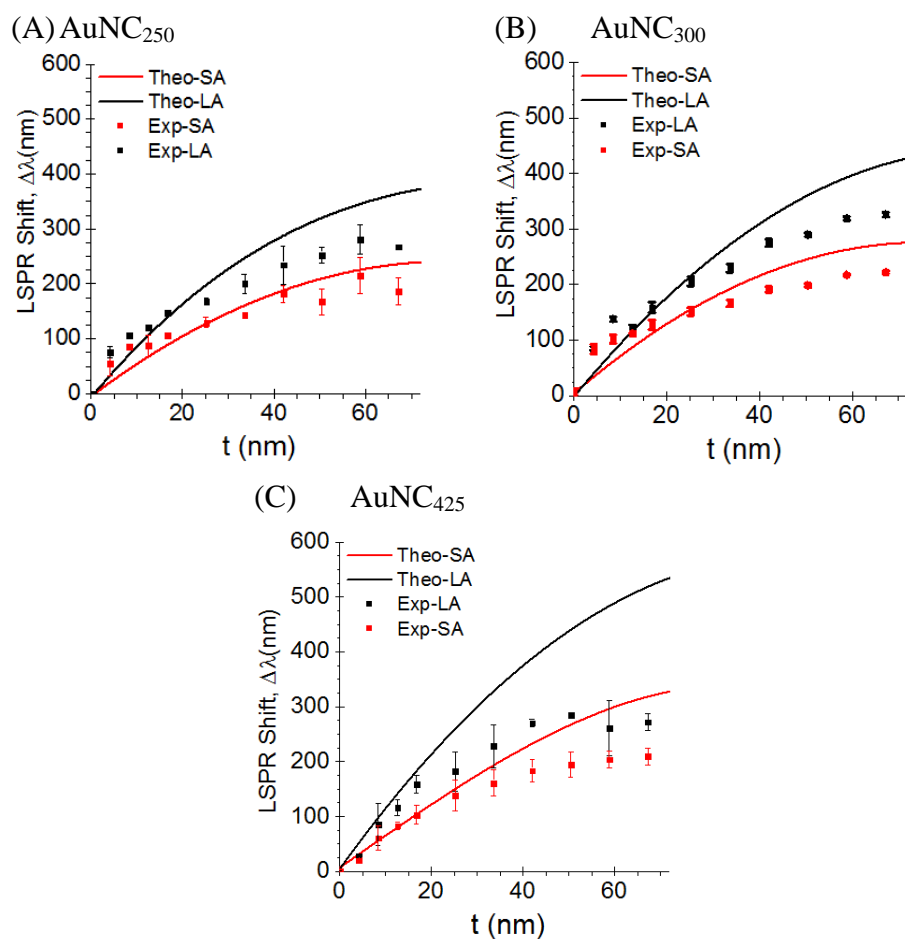 (A) AuNC250
600
500
400
300
200
100
0
LSPR Shift, Δλ(nm)
Theo-SA
Theo-LA
Exp-SA
Exp-LA
0 20 40 60
t (nm)
(B) AuNC300
600
500
400
300
200
100
0
LSPR Shift, Δλ(nm)
Theo-SA
Theo-LA
Exp-LA
Exp-SA
0 20 40 60
t (nm)
(C) AuNC425
600
500
400
300
200
100
0
LSPR Shift, Δλ(nm)
Theo-SA
Theo-LA
Exp-LA
Exp-SA
0 20 40 60
t (nm)